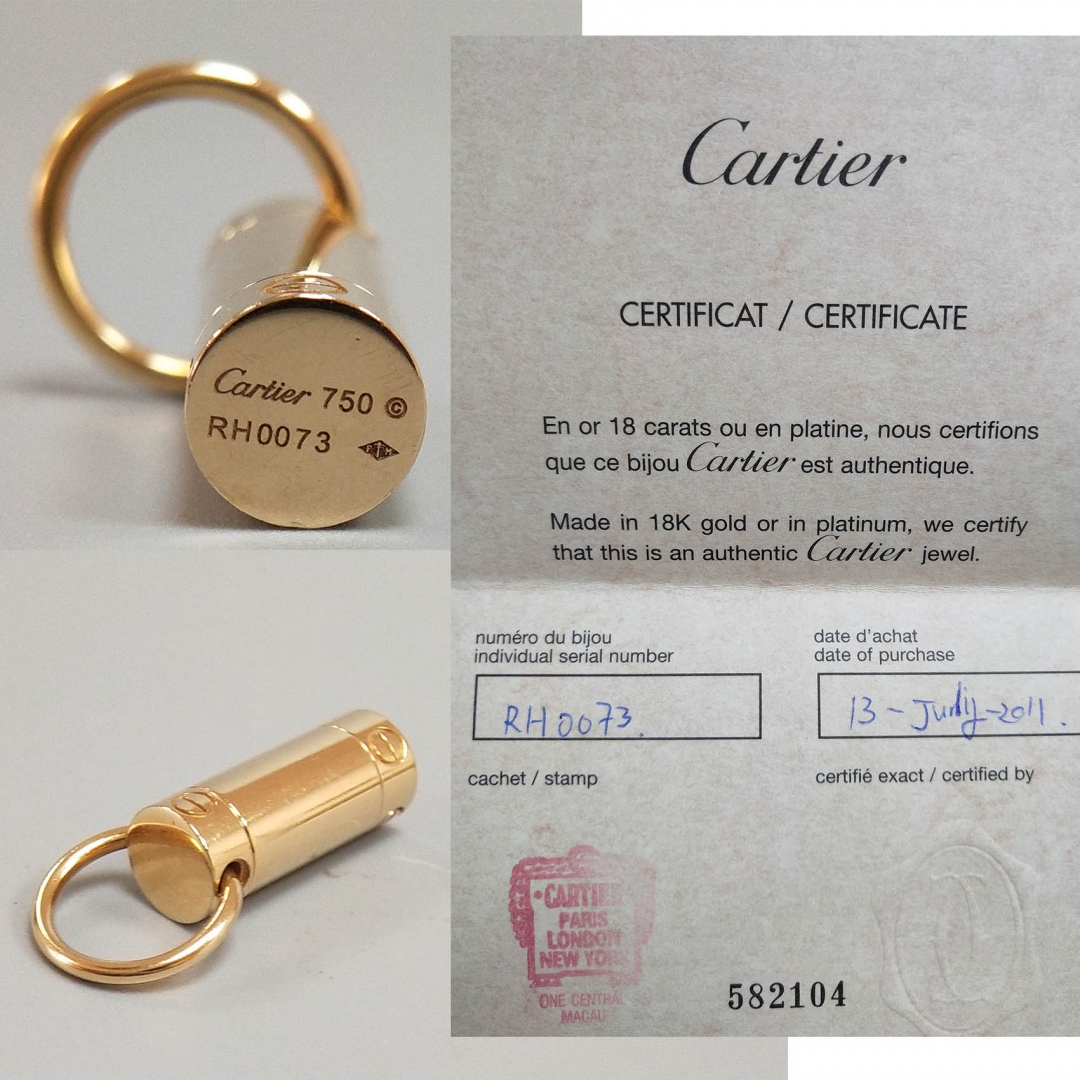 Cartier 750 ©
RH0073 PTM
Cartier
CERTIFICAT / CERTIFICATE
En or 18 carats ou en platine, nous certifions
que ce bijou Cartier est authentique.
Made in 18K gold or in platinum, we certify
that this is an authentic Cartier jewel.
numéro du bijou
individual serial number
RH0073.
date d'achat
date of purchase
13-
-2011.
cachet / stamp
certifié exact / certified by
CARTIER
PARIS
LONDON
NEW YORK
ONE CENTRAL
MACAU
582104